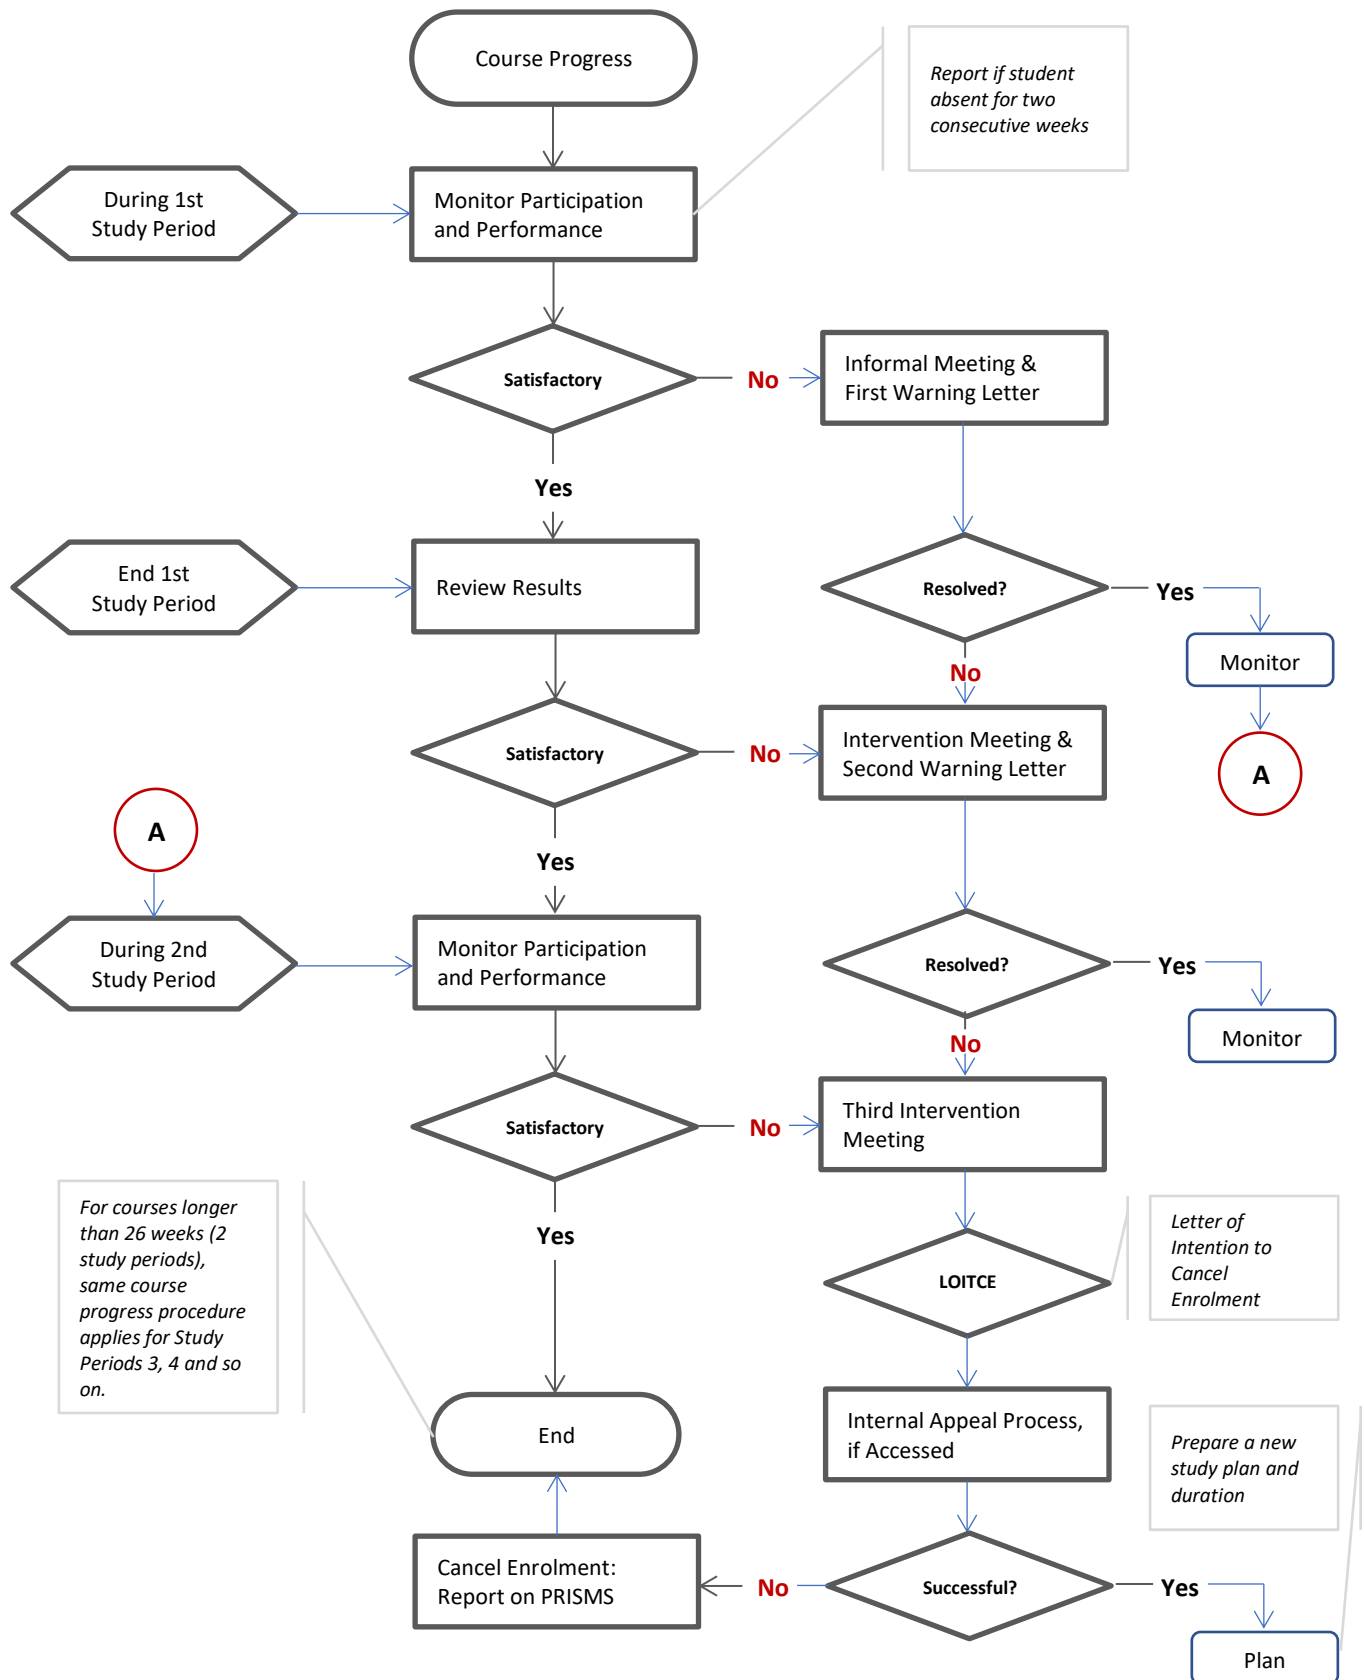 Course Progress
Report if student
absent for two
consecutive weeks
During 1st
Study Period
Monitor Participation
and Performance
Satisfactory
No
Informal Meeting &
First Warning Letter
Yes
End 1st
Study Period
Review Results
Resolved?
Yes
Monitor
No
Satisfactory
No
Intervention Meeting &
Second Warning Letter
A
A
Yes
During 2nd
Study Period
Monitor Participation
and Performance
Resolved?
Yes
Monitor
No
Satisfactory
No
Third Intervention
Meeting
For courses longer
than 26 weeks (2
study periods),
same course
progress procedure
applies for Study
Periods 3, 4 and so
on.
Yes
LOITCE
Letter of
Intention to
Cancel
Enrolment
End
Internal Appeal Process,
if Accessed
Prepare a new
study plan and
duration
Cancel Enrolment:
Report on PRISMS
No
Successful?
Yes
Plan